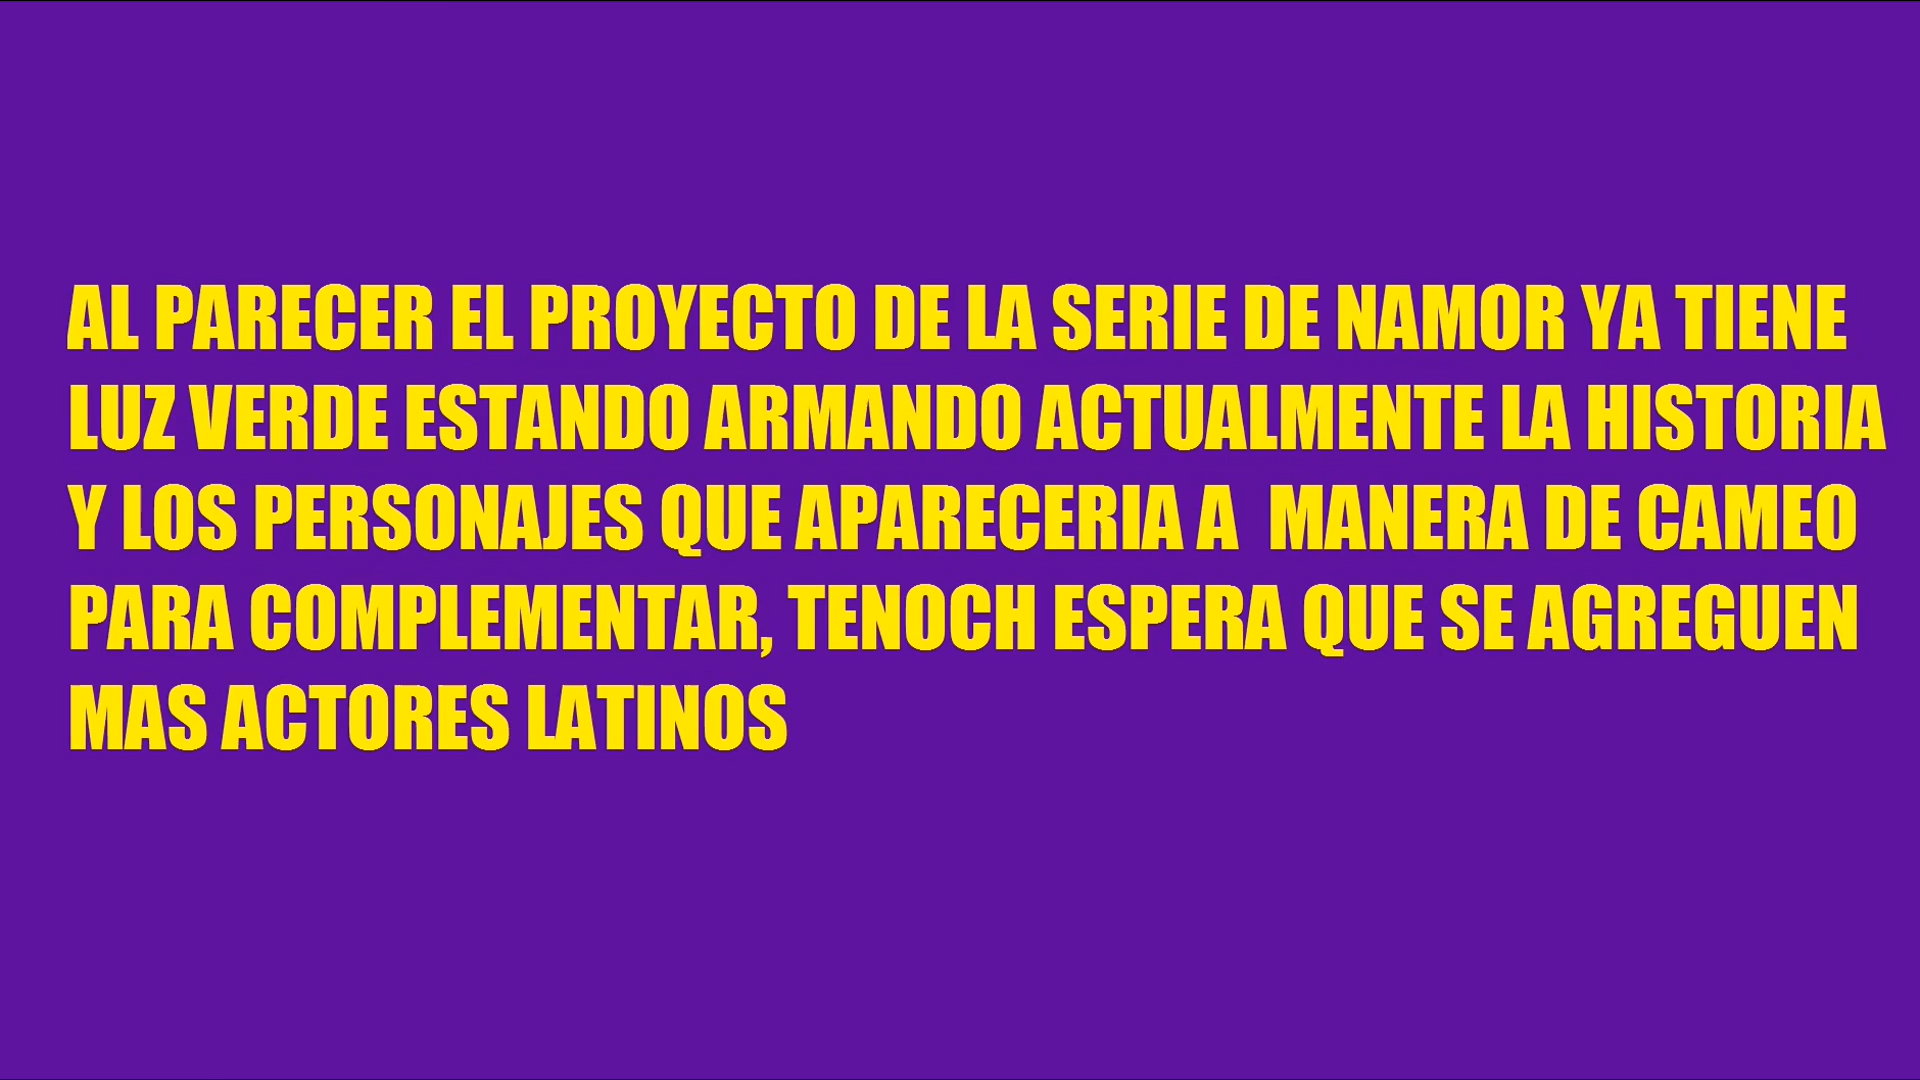 AL PARECER EL PROYECTO DE LA SERIE DE NAMOR YA TIENE
LUZ VERDE ESTANDO ARMANDO ACTUALMENTE LA HISTORIA
Y LOS PERSONAJES QUE APARECERIA A  MANERA DE CAMEO
PARA COMPLEMENTAR, TENOCH ESPERA QUE SE AGREGUEN
MAS ACTORES LATINOS